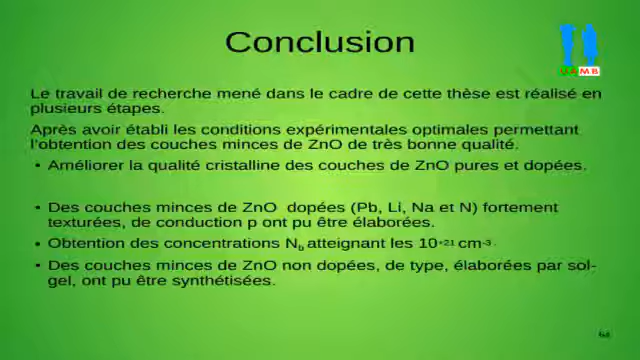 Conclusion
UAMB
Le travail de recherche mené dans le cadre de cette thèse est réalisé en
plusieurs étapes.
Après avoir établi les conditions expérimentales optimales permettant
l'obtention des couches minces de ZnO de très bonne qualité.
• Améliorer la qualité cristalline des couches de ZnO pures et dopées.
• Des couches minces de ZnO dopées (Pb, Li, Na et N) fortement
texturées, de conduction p ont pu être élaborées.
• Obtention des concentrations Nb atteignant les 10+21 cm-3 .
• Des couches minces de ZnO non dopées, de type, élaborées par sol-
gel, ont pu être synthétisées.